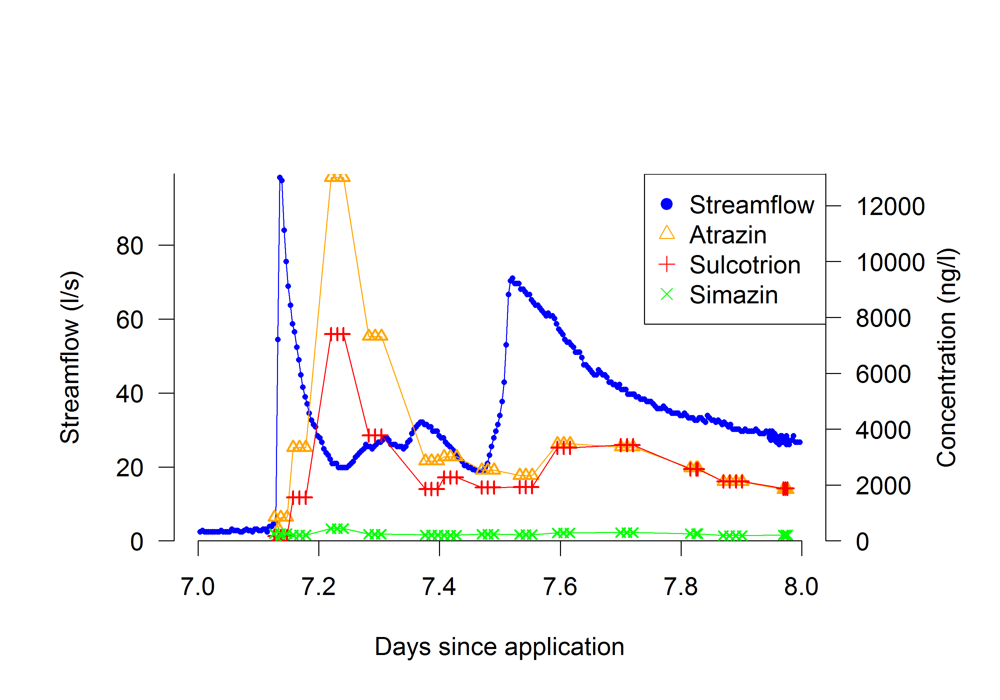 Streamflow
Atrazin
Sulcotrion
Simazin
Streamflow (l/s)
80
60
40
20
0
12000
10000
8000
6000
4000
2000
0
Concentration (ng/l)
7.0 7.2 7.4 7.6 7.8 8.0
Days since application